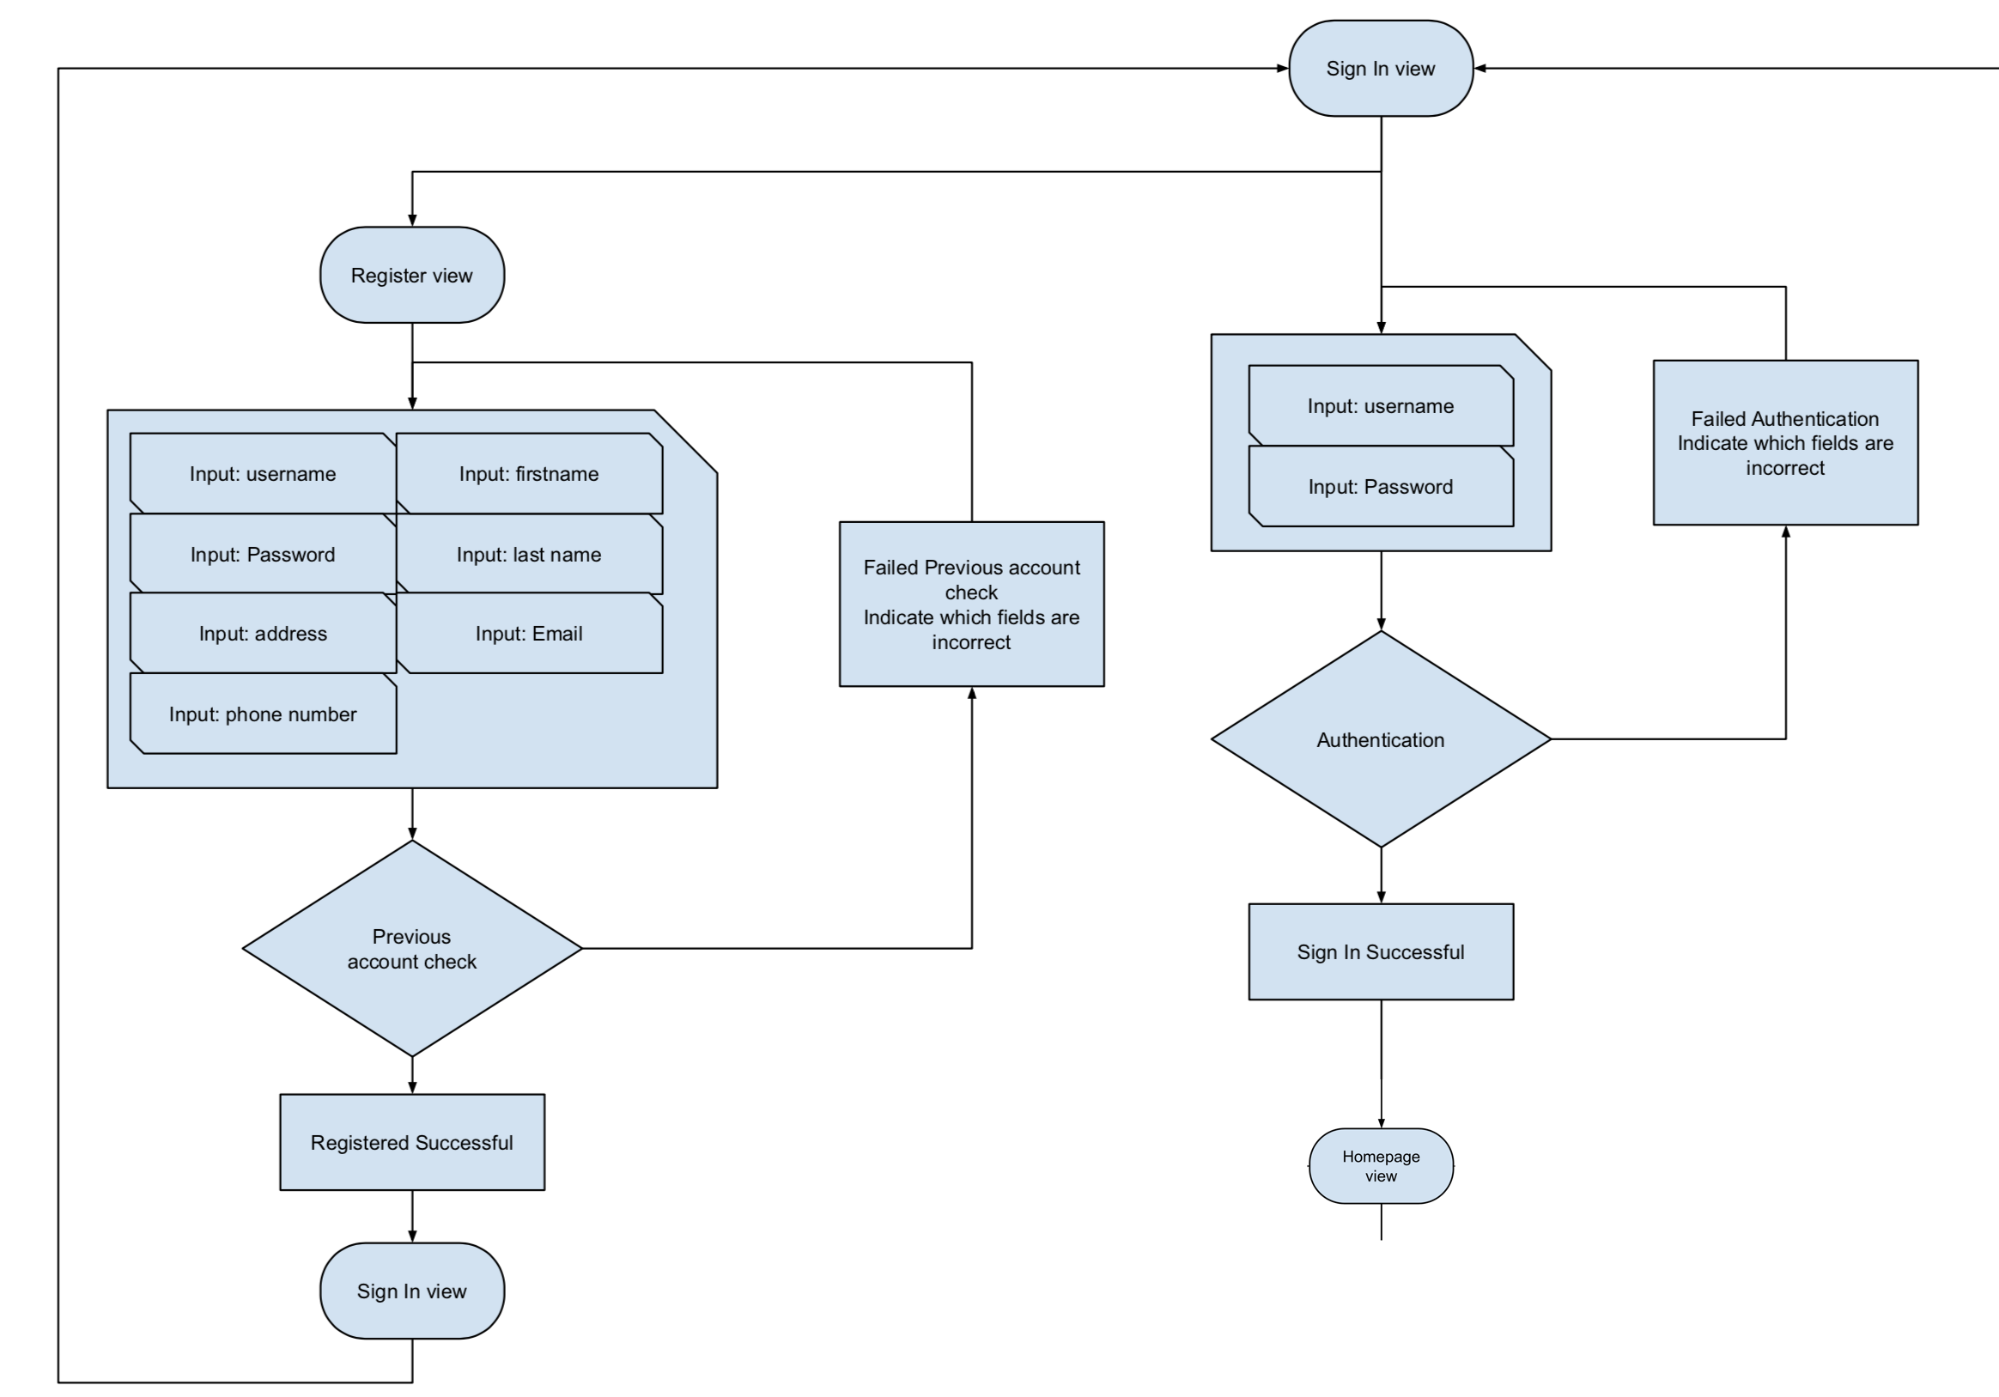 Sign In view
Register view
Input: username
Input: firstname
Input: Password
Input: last name
Input: address
Input: Email
Input: phone number
Failed Previous account
check
Indicate which fields are
incorrect
Previous
account check
Registered Successful
Sign In view
Input: username
Input: Password
Failed Authentication
Indicate which fields are
incorrect
Authentication
Sign In Successful
Homepage
view